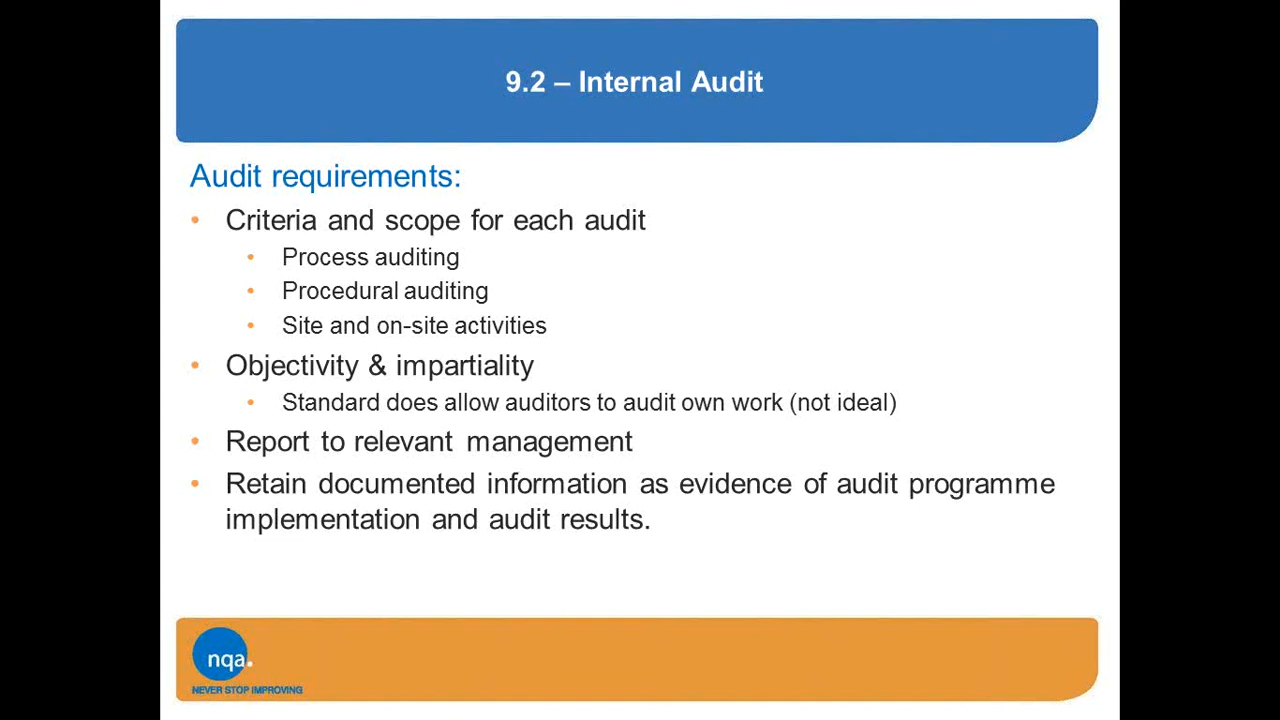 9.2 – Internal Audit
Audit requirements:
• Criteria and scope for each audit
• Process auditing
• Procedural auditing
• Site and on-site activities
• Objectivity & impartiality
• Standard does allow auditors to audit own work (not ideal)
• Report to relevant management
• Retain documented information as evidence of audit programme
implementation and audit results.
nqa.
NEVER STOP IMPROVING